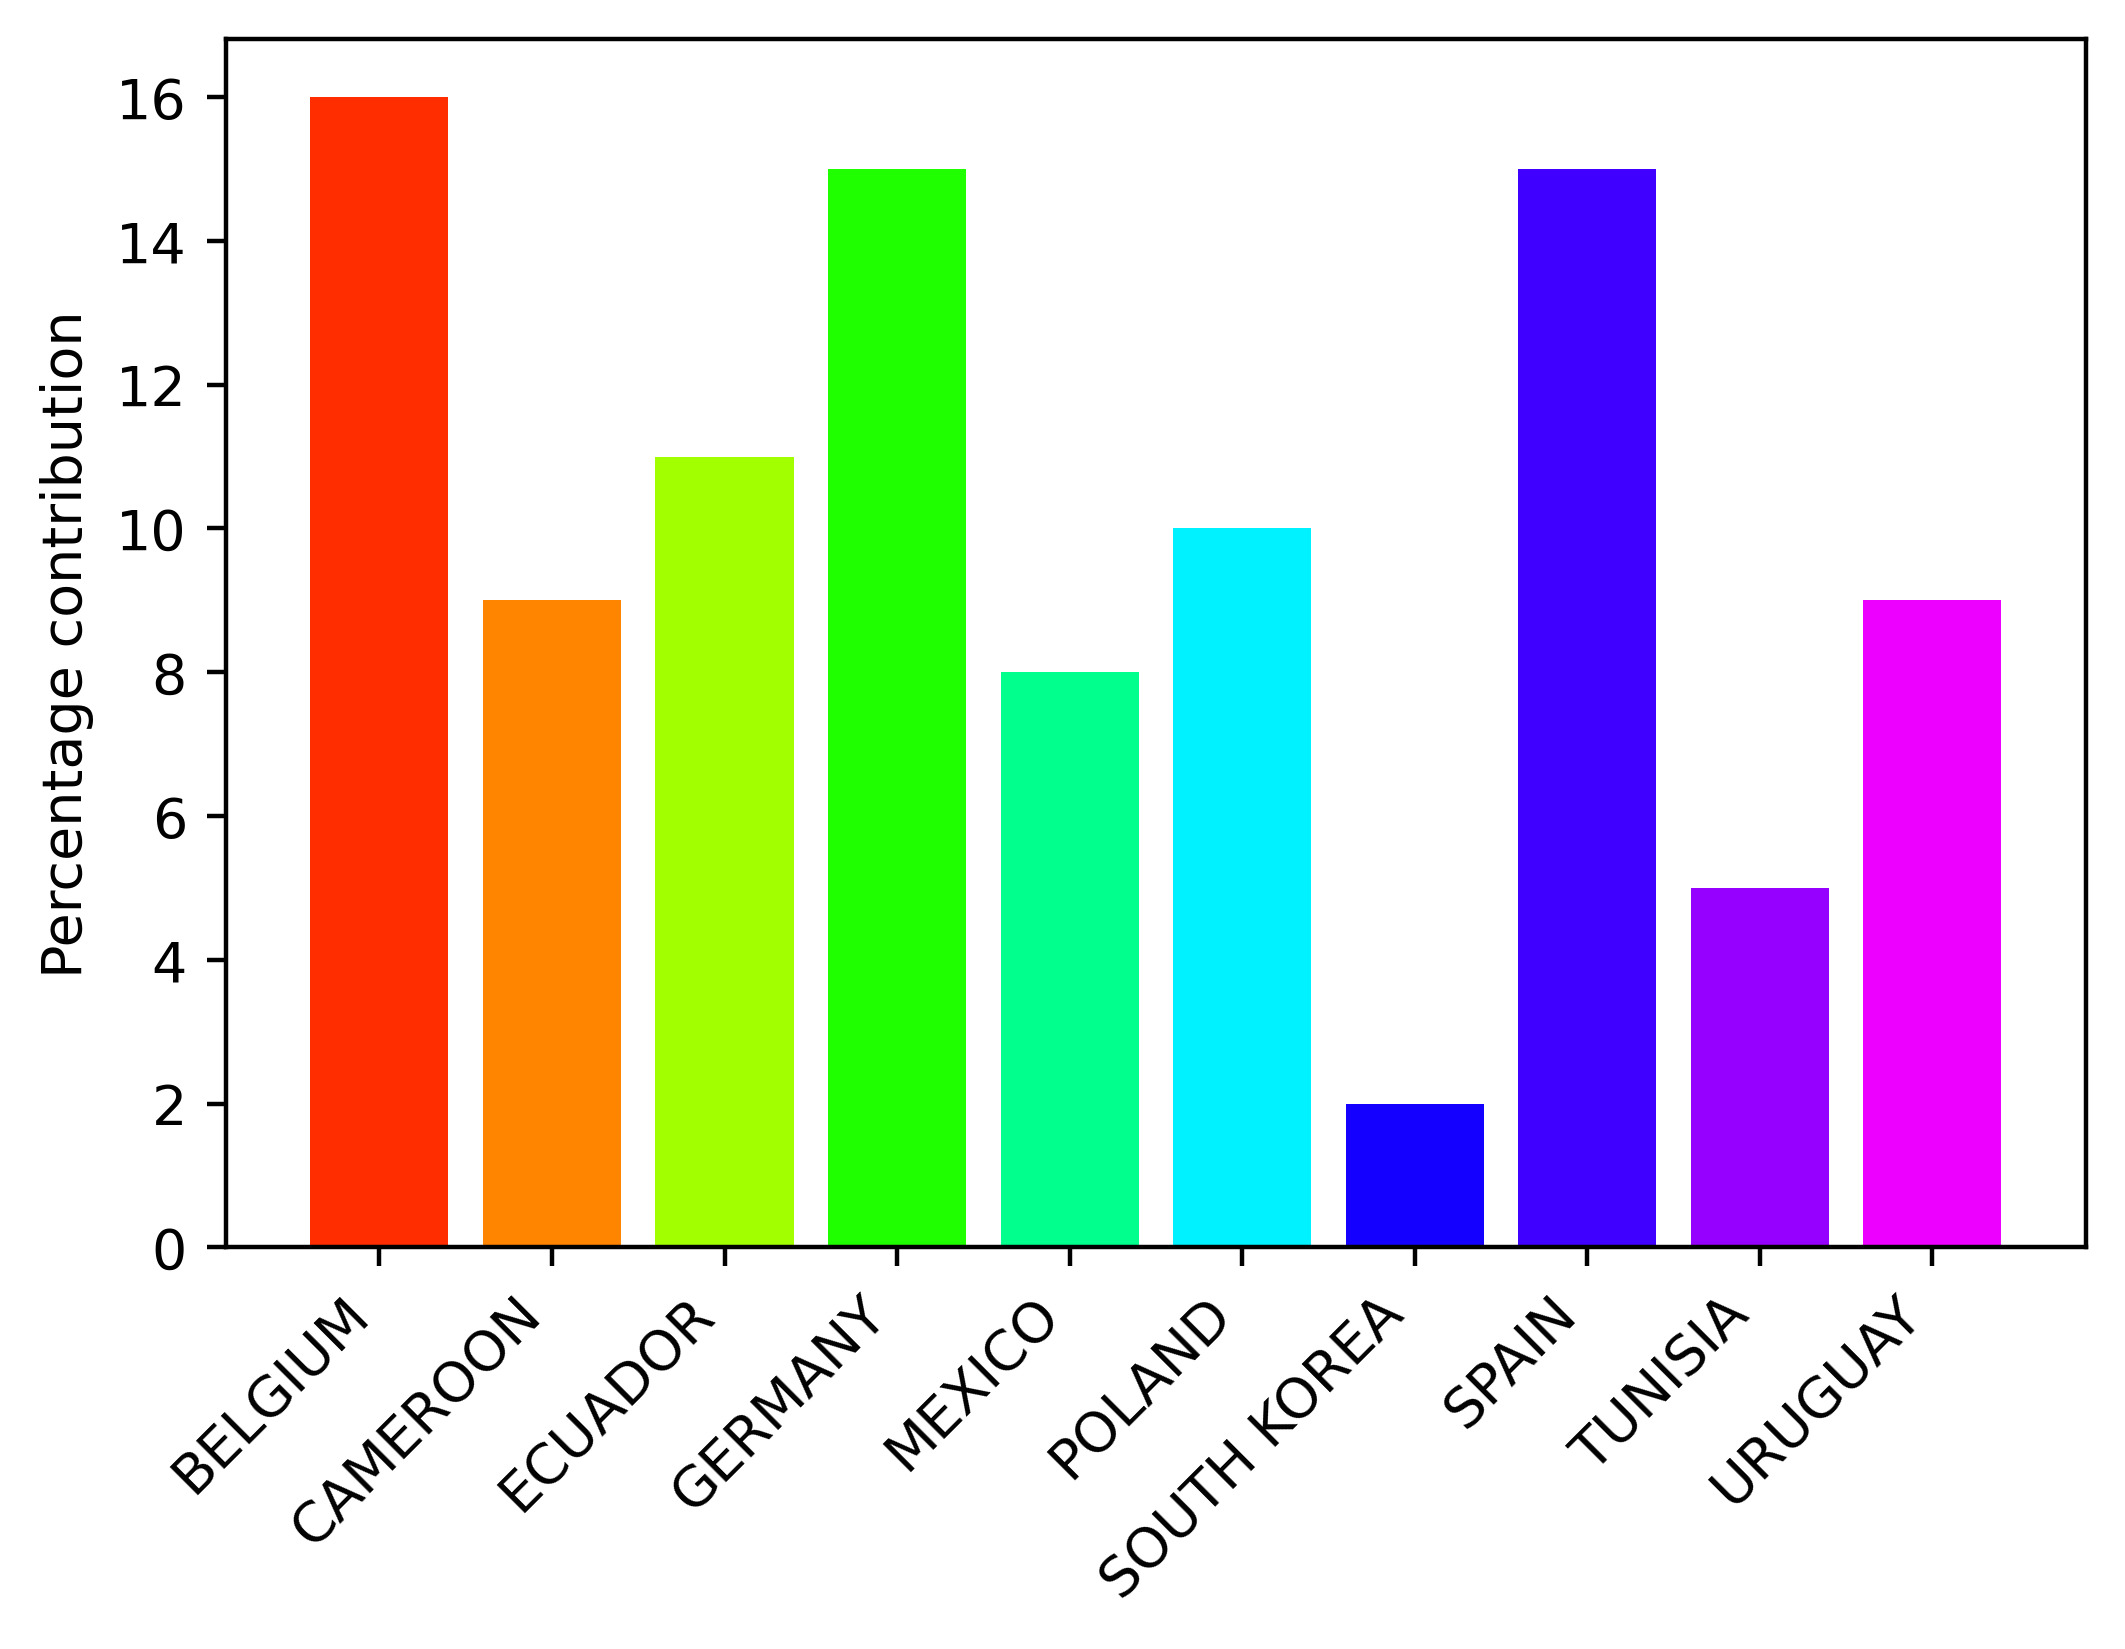 Percentage contribution
16
14
12
10
8
6
4
2
0
BELGIUM
CAMEROON
ECUADOR
GERMANY
MEXICO
POLAND
SOUTH KOREA
SPAIN
TUNISIA
URUGUAY